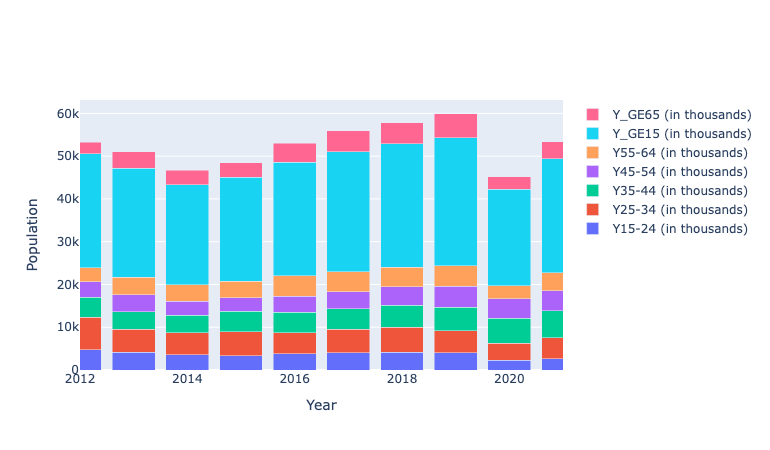 60k
50k
40k
30k
20k
10k
0
2012
2014
2016
2018
2020
Year
Population
Y_GE65 (in thousands)
Y_GE15 (in thousands)
Y55-64 (in thousands)
Y45-54 (in thousands)
Y35-44 (in thousands)
Y25-34 (in thousands)
Y15-24 (in thousands)